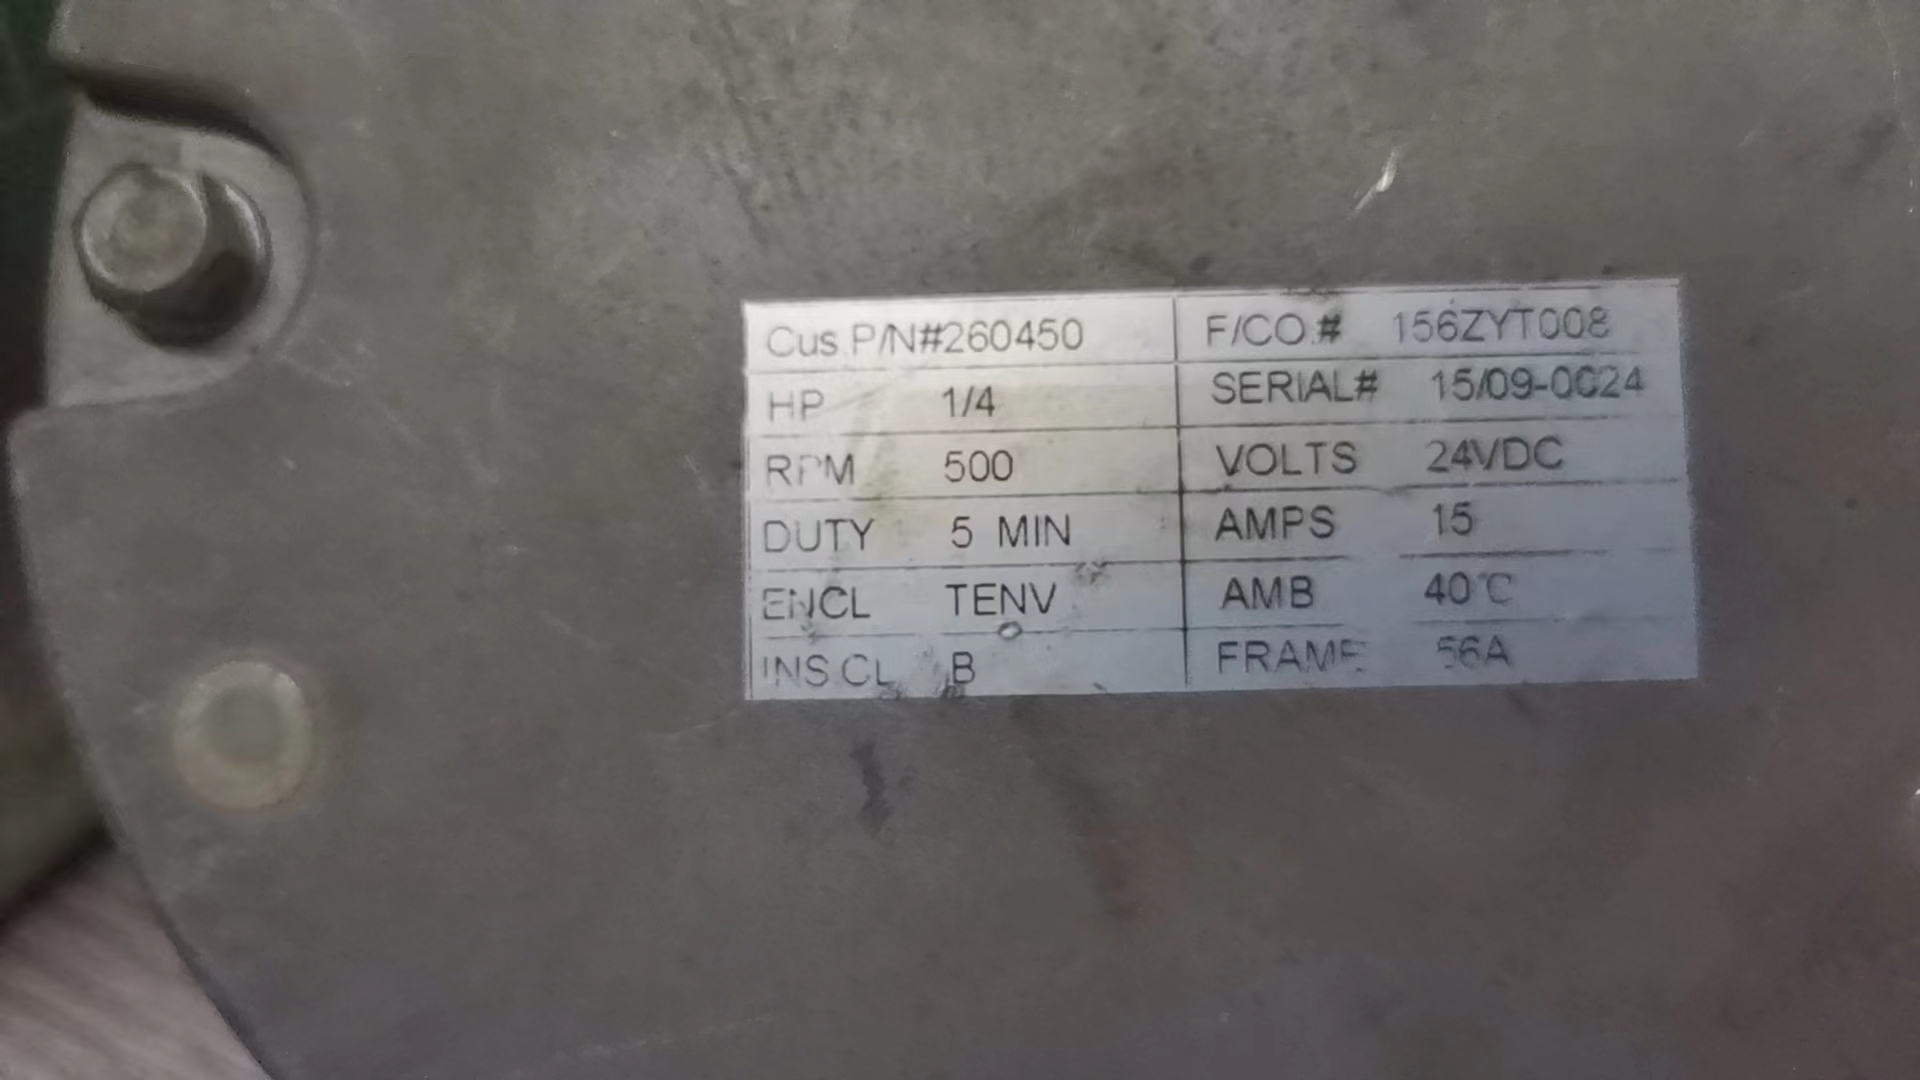 Cus.P/N#260450 F/CO.# 156ZYT008
HP 1/4 SERIAL# 15/09-0024
RPM 500 VOLTS 24VDC
DUTY 5 MIN AMPS 15
ENCL TENV AMB 40℃
INS.CL B FRAME 56A